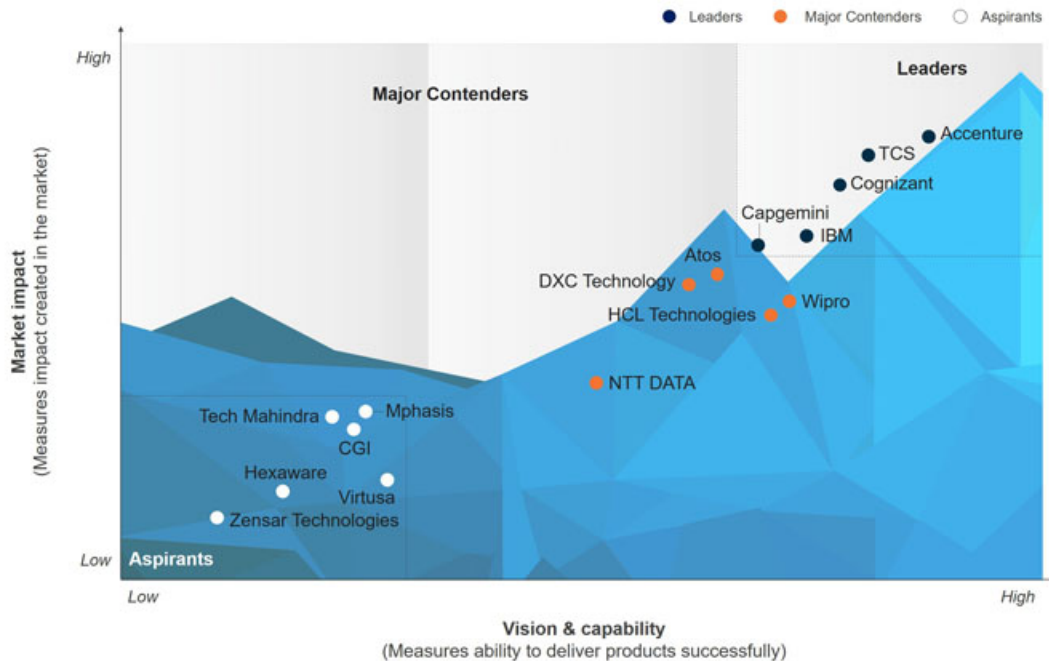 Leaders
Major Contenders
Aspirants
High
Leaders
Major Contenders
Accenture
TCS
Cognizant
Capgemini
IBM
Atos
DXC Technology
HCL Technologies
Wipro
NTT DATA
Market impact
(Measures impact created in the market)
Tech Mahindra
Mphasis
CGI
Hexaware
Virtusa
Zensar Technologies
Aspirants
Low
Low
High
Vision & capability
(Measures ability to deliver products successfully)